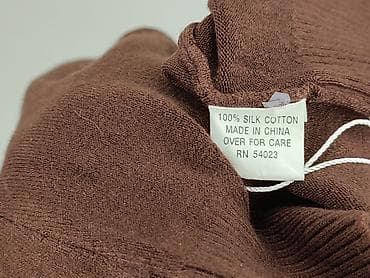 100% SILK COTTON
MADE IN CHINA
OVER FOR CARE
RN 54023